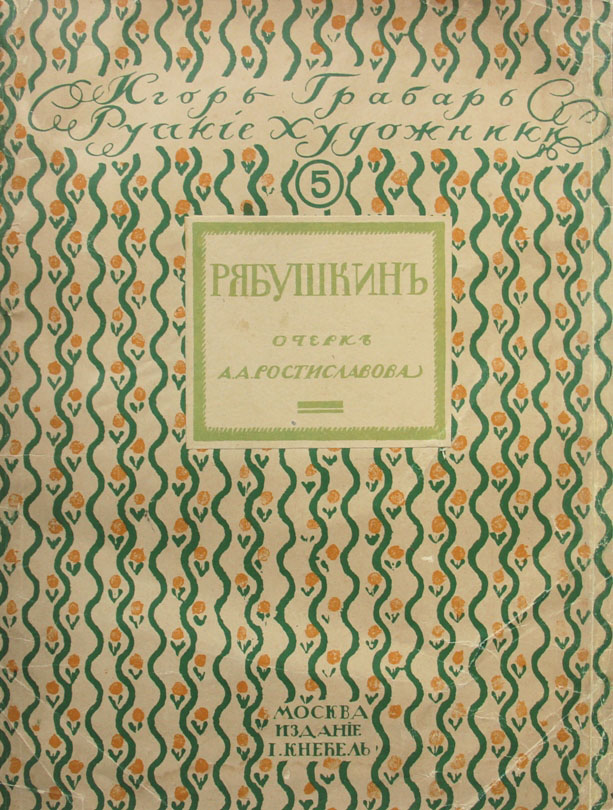 Игорь Грабарь
Русскіе Художники
5
РЯБУШКИНЪ
ОЧЕРКЪ
А.А.РОСТИСЛАВОВА
МОСКВА
ИЗДАНІЕ
І.КНЕБЕЛЬ